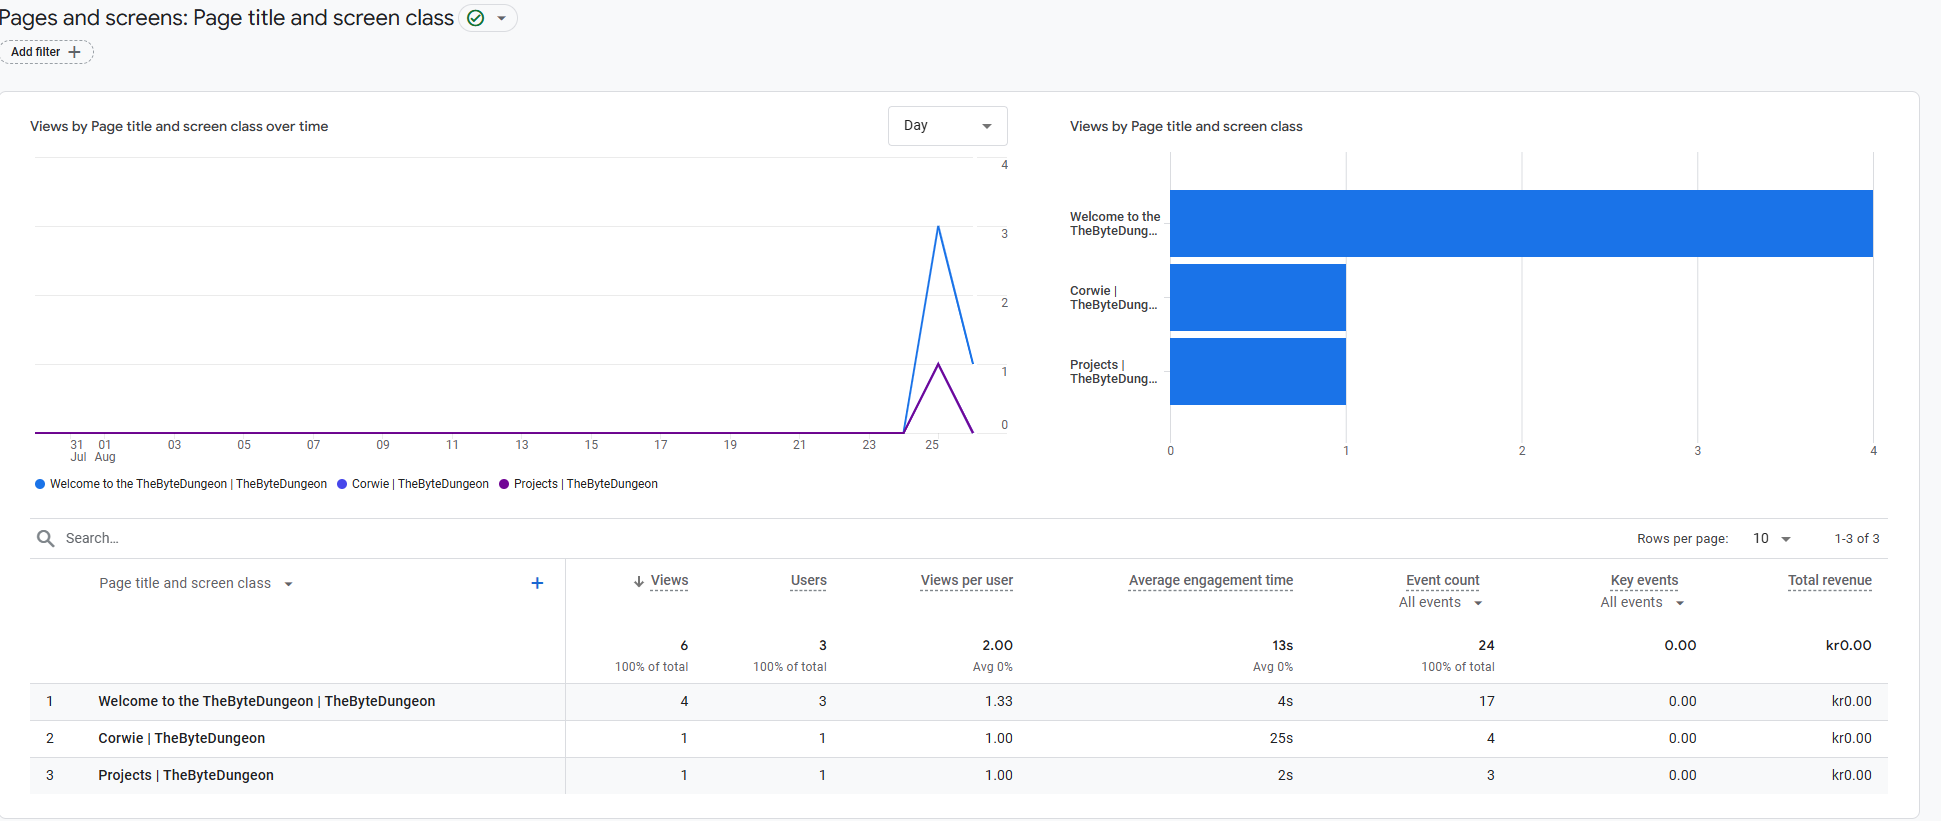 Pages and screens: Page title and screen class
Add filter
Views by Page title and screen class over time
Day
4
3
2
1
0
31 01 03 05 07 09 11 13 15 17 19 21 23 25
Jul Aug
Welcome to the TheByteDungeon | TheByteDungeon Corwie | TheByteDungeon Projects | TheByteDungeon
Views by Page title and screen class
Welcome to the
TheByteDung...
Corwie |
TheByteDung...
Projects |
TheByteDung...
0 1 2 3 4
Search... Rows per page: 10 1-3 of 3
Page title and screen class + Views Users Views per user Average engagement time Event count Key events Total revenue
All events All events
6 3 2.00 13s 24 0.00 kr0.00
100% of total 100% of total Avg 0% Avg 0% 100% of total
1 Welcome to the TheByteDungeon | TheByteDungeon 4 3 1.33 4s 17 0.00 kr0.00
2 Corwie | TheByteDungeon 1 1 1.00 25s 4 0.00 kr0.00
3 Projects | TheByteDungeon 1 1 1.00 2s 3 0.00 kr0.00